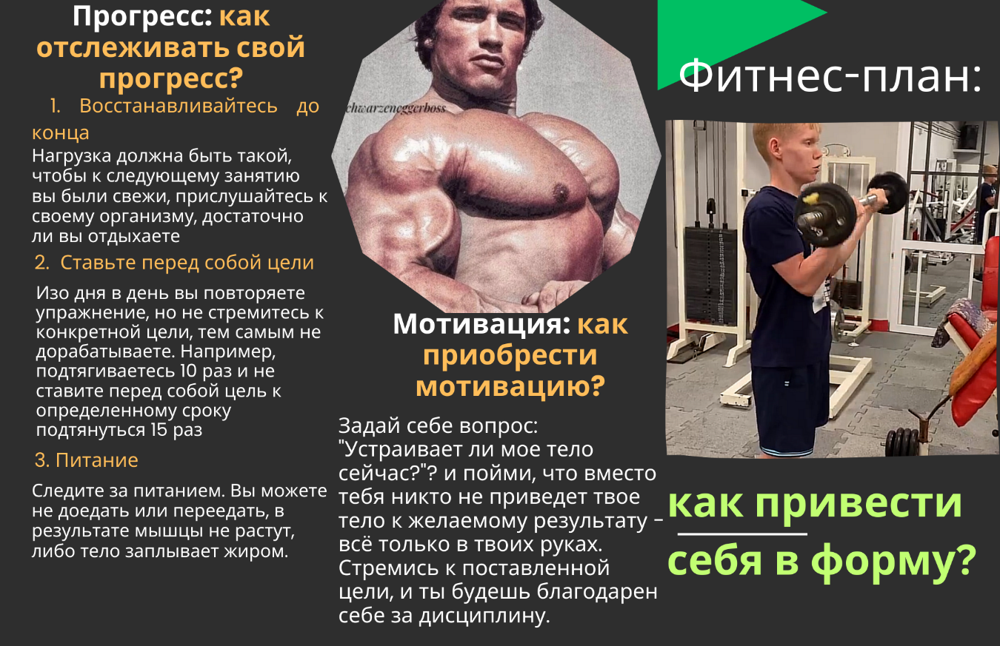 Прогресс: как
отслеживать свой
прогресс?
1. Восстанавливайтесь до
конца
Нагрузка должна быть такой,
чтобы к следующему занятию
вы были свежи, прислушайтесь к
своему организму, достаточно
ли вы отдыхаете
2. Ставьте перед собой цели
Изо дня в день вы повторяете
упражнение, но не стремитесь к
конкретной цели, тем самым не
дорабатываете. Например,
подтягиваетесь 10 раз и не
ставите перед собой цель к
определенному сроку
подтянуться 15 раз
3. Питание
Следите за питанием. Вы можете
не доедать или переедать, в
результате мышцы не растут,
либо тело заплывает жиром.
chwarzeneggerboss
Мотивация: как
приобрести
мотивацию?
Задай себе вопрос:
"Устраивает ли мое тело
сейчас?"? и пойми, что вместо
тебя никто не приведет твое
тело к желаемому результату –
всё только в твоих руках.
Стремись к поставленной
цели, и ты будешь благодарен
себе за дисциплину.
Фитнес-план:
как привести
себя в форму?